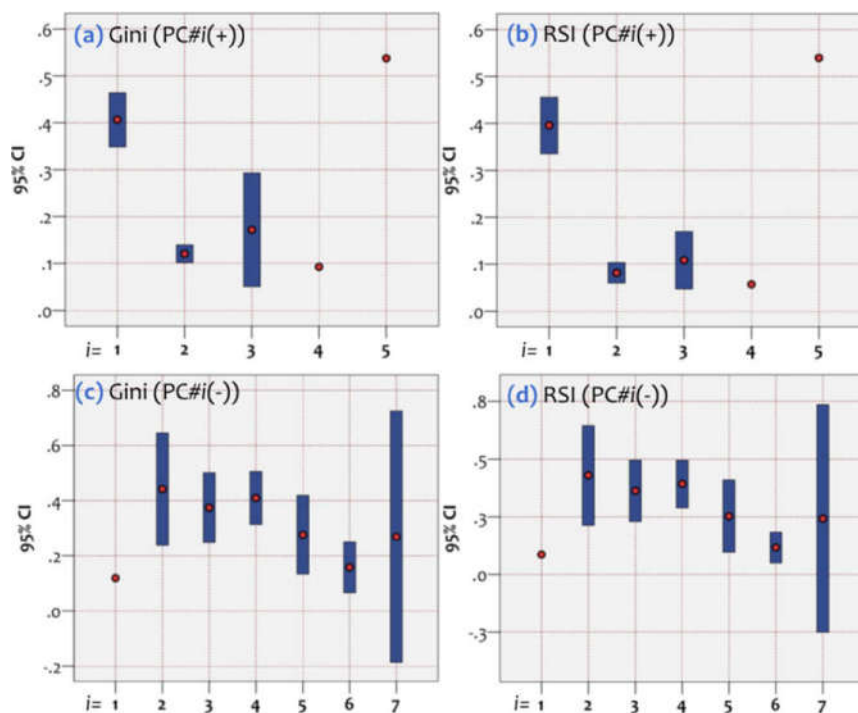 (a) Gini (PC#i(+))
.6
.5
.4
.3
.2
.1
.0
95% CI
i= 1 2 3 4 5
(b) RSI (PC#i(+))
.6
.5
.4
.3
.2
.1
.0
95% CI
i= 1 2 3 4 5
(c) Gini (PC#i(-))
.8
.6
.4
.2
.0
-.2
95% CI
i= 1 2 3 4 5 6 7
(d) RSI (PC#i(-))
.8
.5
.3
.0
-.3
95% CI
i= 1 2 3 4 5 6 7